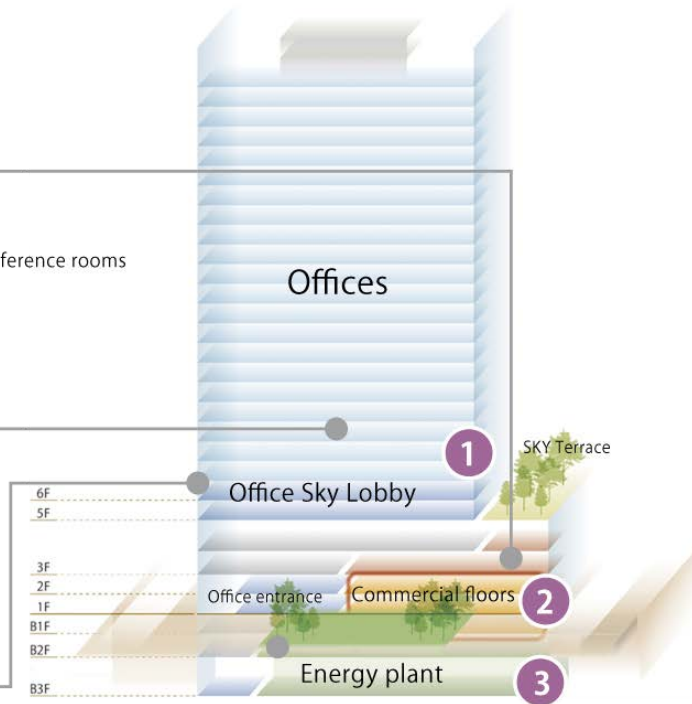 ference rooms
Offices
1
SKY Terrace
Office Sky Lobby
6F
5F
3F
2F
1F
B1F
B2F
B3F
Office entrance
Commercial floors
2
Energy plant
3